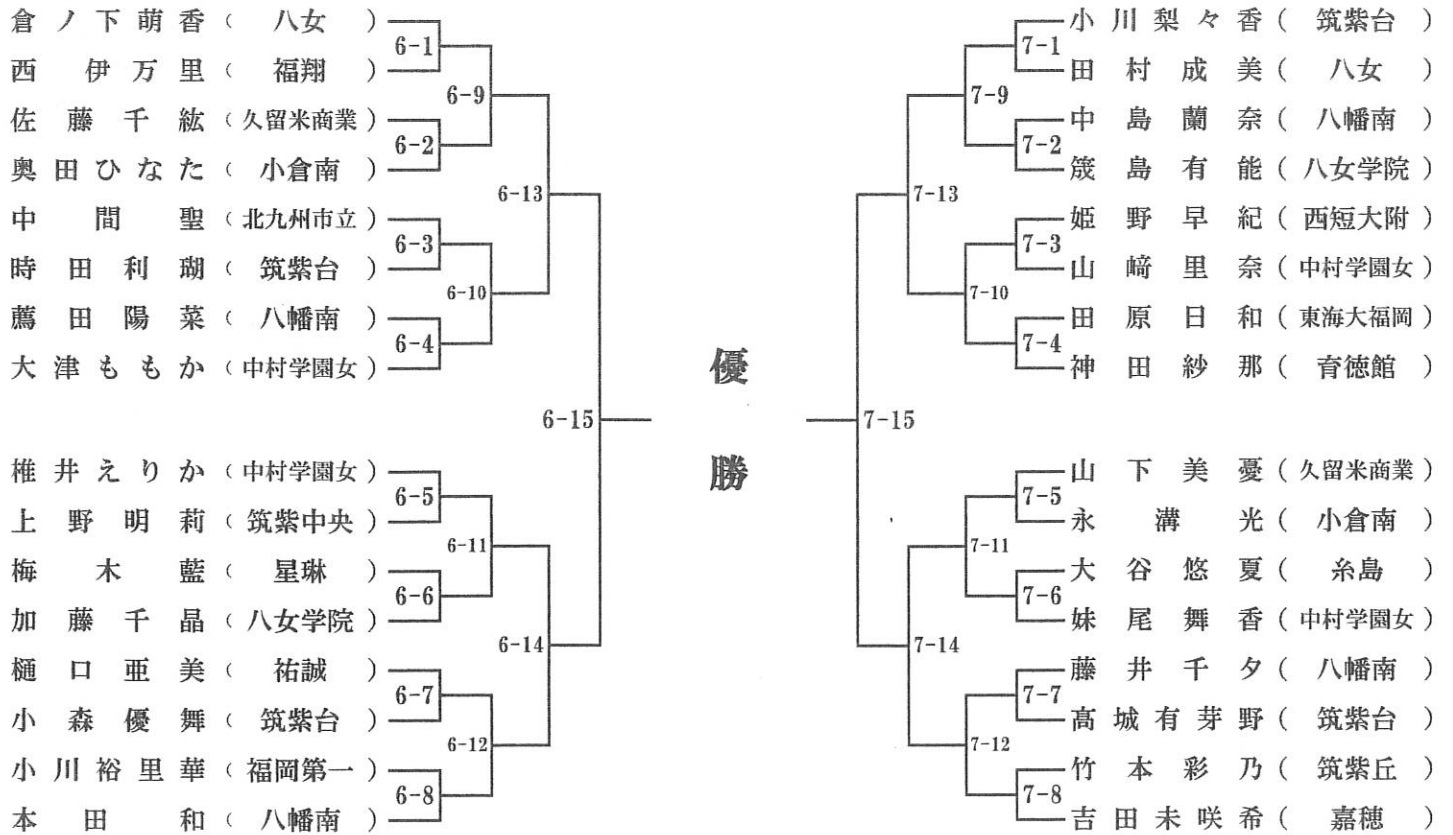 倉ノ下萌香（ 八女 ）
6-1
西 伊万里（ 福翔 ）
6-9
佐藤千紘（久留米商業）
6-2
奥田ひなた（ 小倉南 ）
6-13
中間 聖（北九州市立）
6-3
時田利瑚（ 筑紫台 ）
6-10
薦田陽菜（ 八幡南 ）
6-4
大津ももか（中村学園女）
6-15
椎井えりか（中村学園女）
6-5
上野明莉（ 筑紫中央 ）
6-11
梅木 藍（ 星琳 ）
6-6
加藤千晶（ 八女学院 ）
6-14
樋口亜美（ 祐誠 ）
6-7
小森優舞（ 筑紫台 ）
6-12
小川裕里華（ 福岡第一 ）
6-8
本田 和（ 八幡南 ）
優
勝
小川梨々香（ 筑紫台 ）
7-1
田村成美（ 八女 ）
7-9
中島蘭奈（ 八幡南 ）
7-2
筬島有能（ 八女学院 ）
7-13
姫野早紀（ 西短大附 ）
7-3
山﨑里奈（中村学園女）
7-10
田原日和（東海大福岡）
7-4
神田紗那（ 育徳館 ）
7-15
山下美憂（久留米商業）
7-5
永溝 光（ 小倉南 ）
7-11
大谷悠夏（ 糸島 ）
7-6
妹尾舞香（中村学園女）
7-14
藤井千夕（ 八幡南 ）
7-7
髙城有芽野（ 筑紫台 ）
7-12
竹本彩乃（ 筑紫丘 ）
7-8
吉田未咲希（ 嘉穂 ）